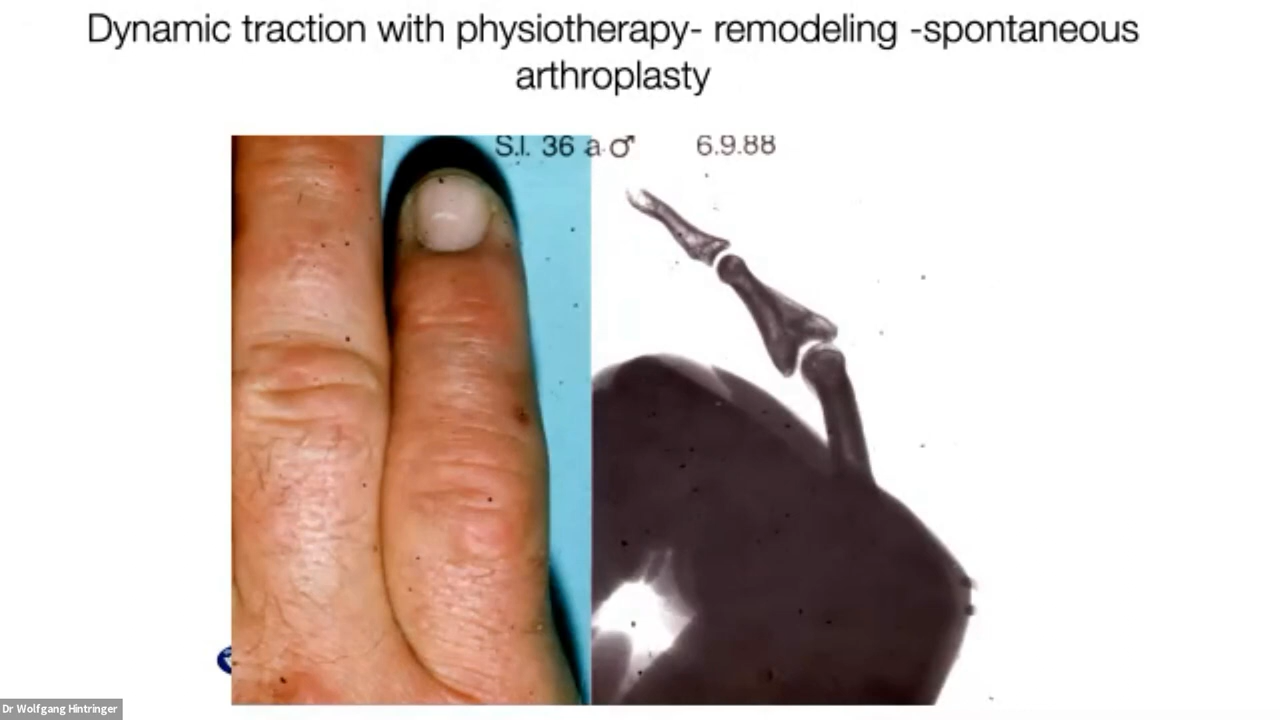 Dynamic traction with physiotherapy- remodeling -spontaneous
arthroplasty
S.I. 36 a ♂ 6.9.88
Dr Wolfgang Hintringer